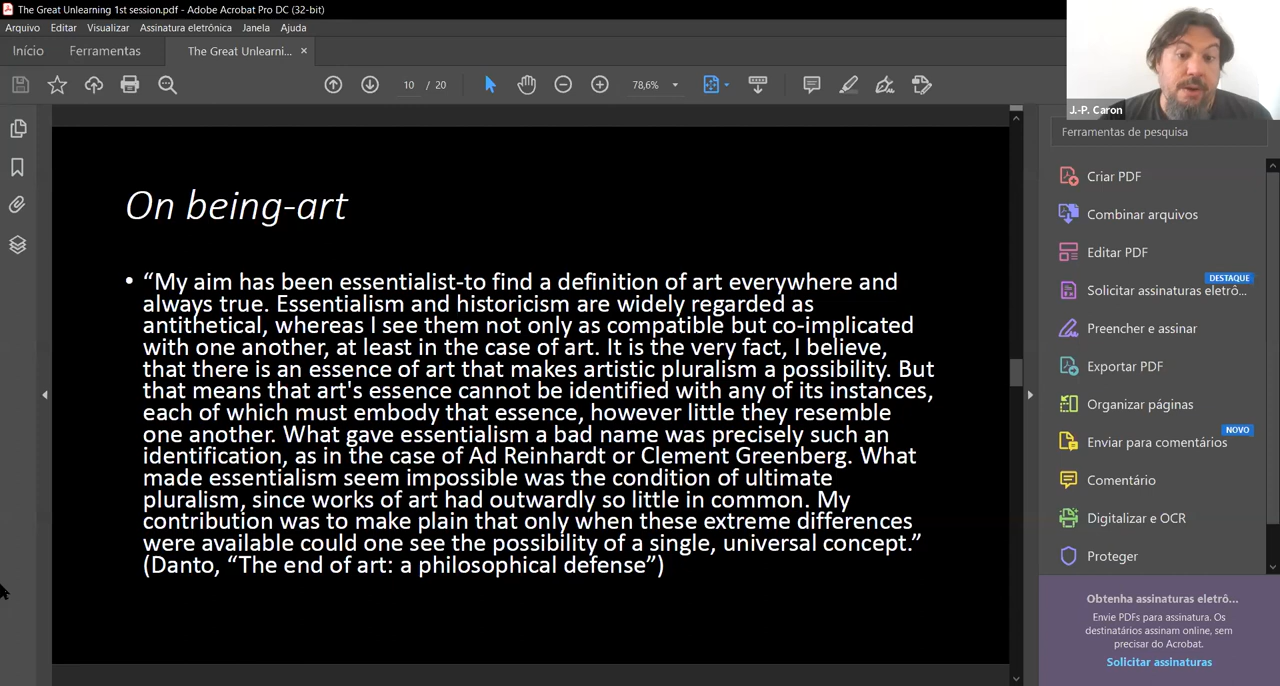 The Great Unlearning 1st session.pdf - Adobe Acrobat Pro DC (32-bit)
Arquivo Editar Visualizar Assinatura eletrônica Janela Ajuda
Início Ferramentas The Great Unlearni... ×
10 / 20 78,6%
J.-P. Caron
Ferramentas de pesquisa
Criar PDF
Combinar arquivos
Editar PDF
DESTAQUE
Solicitar assinaturas eletrô...
Preencher e assinar
Exportar PDF
Organizar páginas
NOVO
Enviar para comentários
Comentário
Digitalizar e OCR
Proteger
Obtenha assinaturas eletrô...
Envie PDFs para assinatura. Os
destinatários assinam online, sem
precisar do Acrobat.
Solicitar assinaturas
On being-art
• “My aim has been essentialist-to find a definition of art everywhere and
always true. Essentialism and historicism are widely regarded as
antithetical, whereas I see them not only as compatible but co-implicated
with one another, at least in the case of art. It is the very fact, I believe,
that there is an essence of art that makes artistic pluralism a possibility. But
that means that art's essence cannot be identified with any of its instances,
each of which must embody that essence, however little they resemble
one another. What gave essentialism a bad name was precisely such an
identification, as in the case of Ad Reinhardt or Clement Greenberg. What
made essentialism seem impossible was the condition of ultimate
pluralism, since works of art had outwardly so little in common. My
contribution was to make plain that only when these extreme differences
were available could one see the possibility of a single, universal concept.”
(Danto, “The end of art: a philosophical defense”)